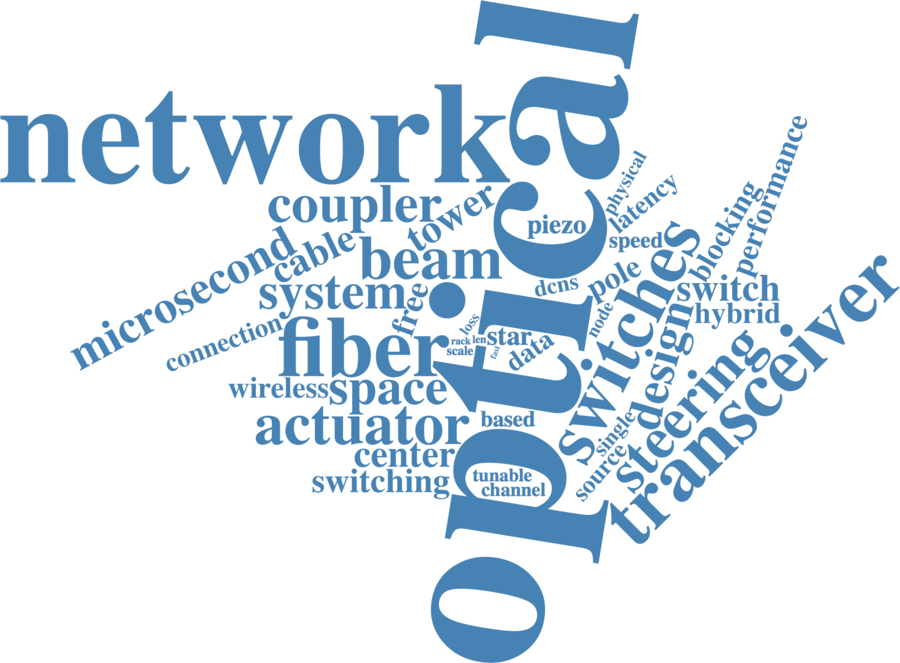 optical
network
physical
performance
coupler
tower
piezo
latency
blocking
microsecond
cable
beam
speed
system
free
dcns
pole
switches
switch
hybrid
connection
fiber
loss
rack
len
star
scale
fast
data
node
design
transceiver
wireless
space
steering
actuator
based
single
center
source
switching
tunable
channel